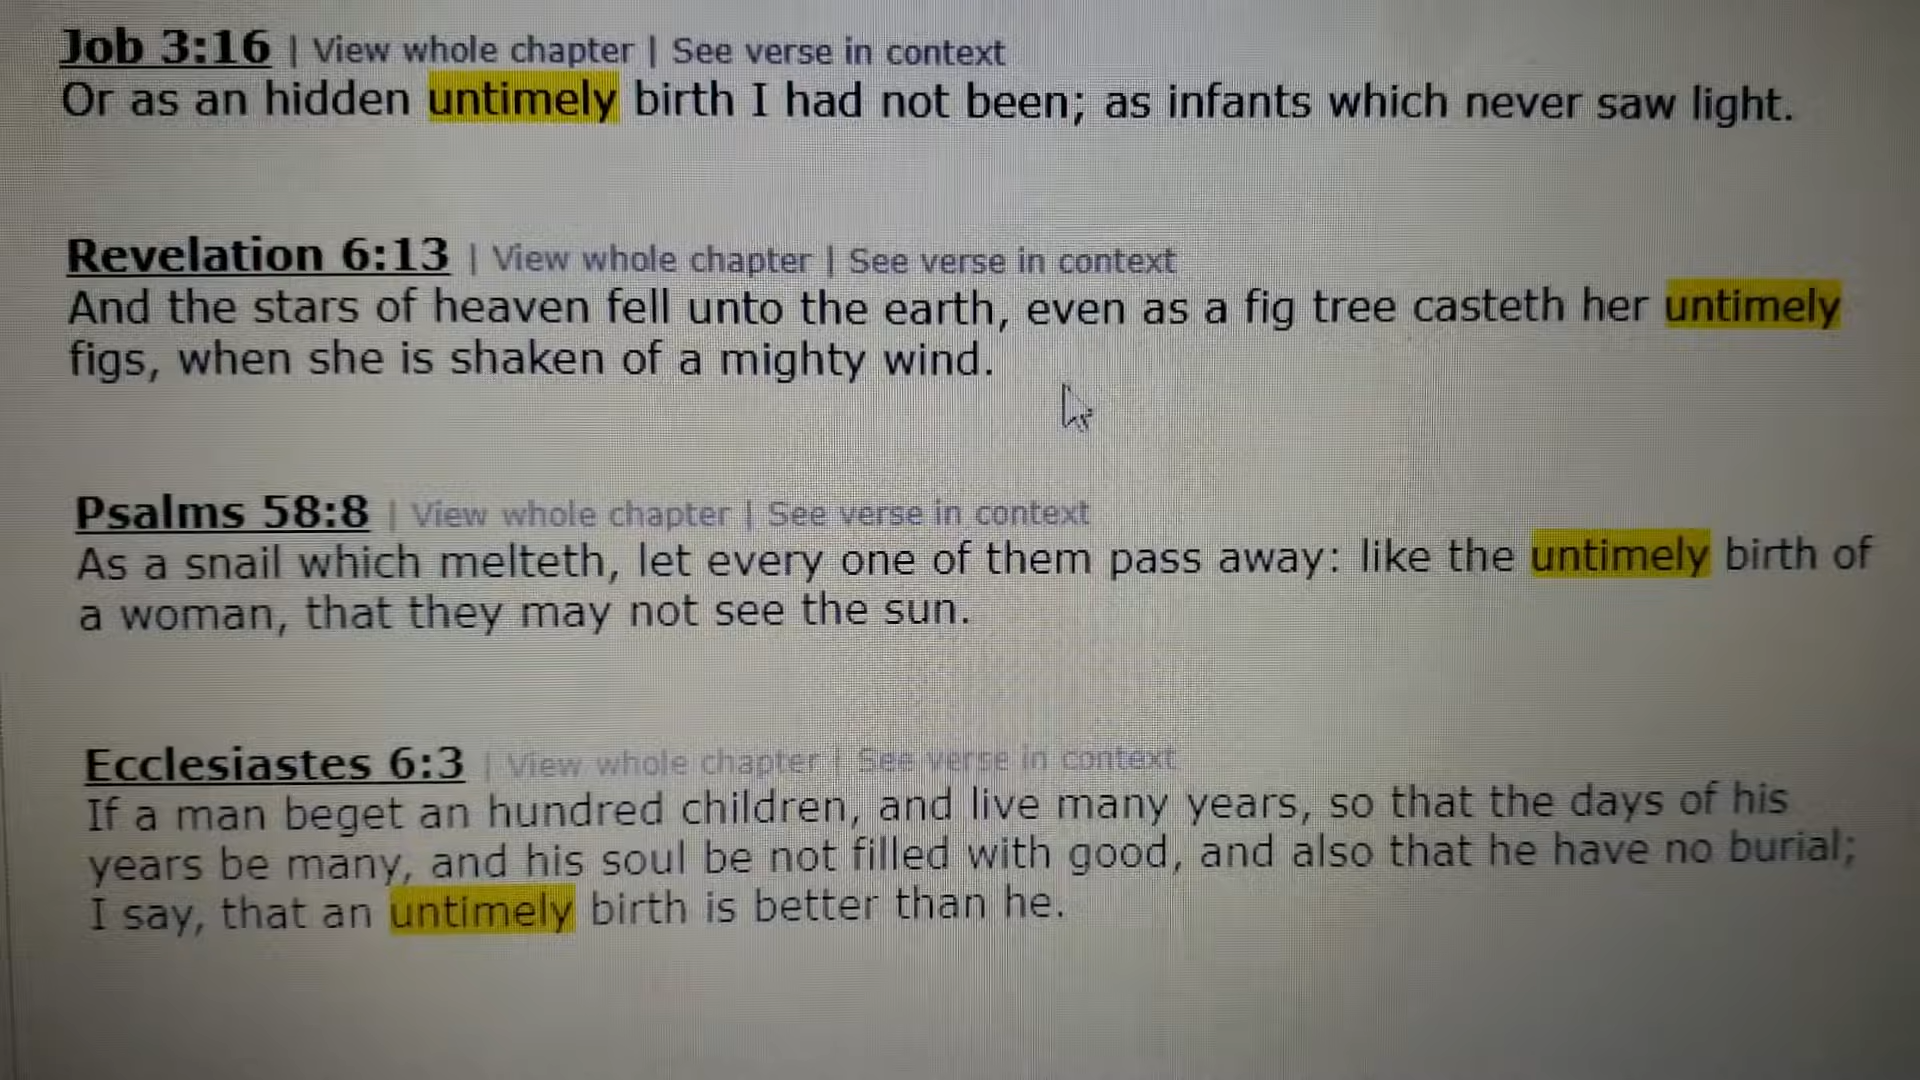 Job 3:16 | View whole chapter | See verse in context
Or as an hidden untimely birth I had not been; as infants which never saw light.
Revelation 6:13 | View whole chapter | See verse in context
And the stars of heaven fell unto the earth, even as a fig tree casteth her untimely
figs, when she is shaken of a mighty wind.
Psalms 58:8 | View whole chapter | See verse in context
As a snail which melteth, let every one of them pass away: like the untimely birth of
a woman, that they may not see the sun.
Ecclesiastes 6:3 | View whole chapter | See verse in context
If a man beget an hundred children, and live many years, so that the days of his
years be many, and his soul be not filled with good, and also that he have no burial;
I say, that an untimely birth is better than he.